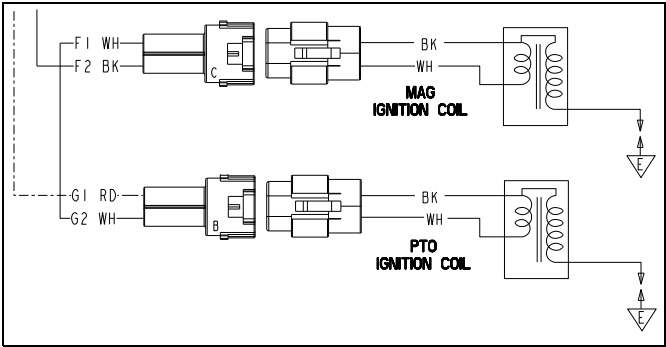 F1 WH
F2 BK
C
BK
WH
MAG
IGNITION COIL
E
G1 RD
G2 WH
B
BK
WH
PTO
IGNITION COIL
E